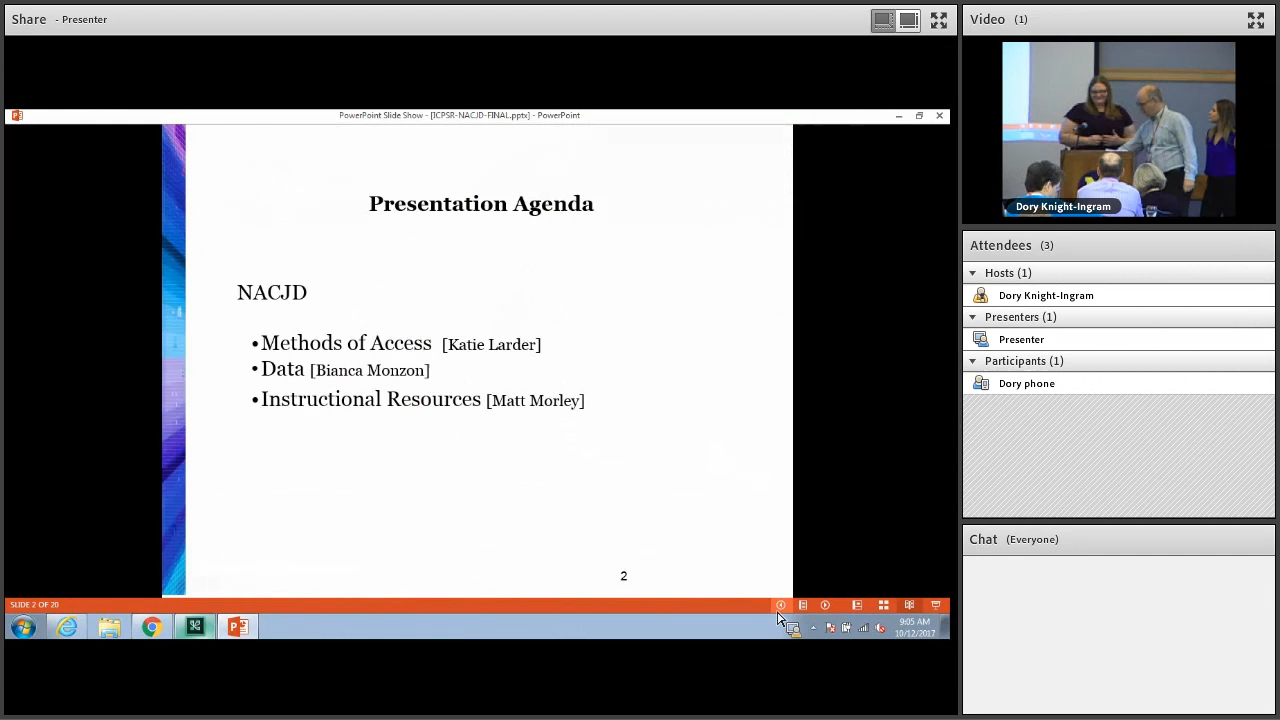 Share - Presenter
PowerPoint Slide Show - [ICPSR-NACJD-FINAL.pptx] - PowerPoint
Presentation Agenda
NACJD
• Methods of Access [Katie Larder]
• Data [Bianca Monzon]
• Instructional Resources [Matt Morley]
2
SLIDE 2 OF 20
9:05 AM
10/12/2017
Video (1)
Dory Knight-Ingram
Attendees (3)
Hosts (1)
Dory Knight-Ingram
Presenters (1)
Presenter
Participants (1)
Dory phone
Chat (Everyone)